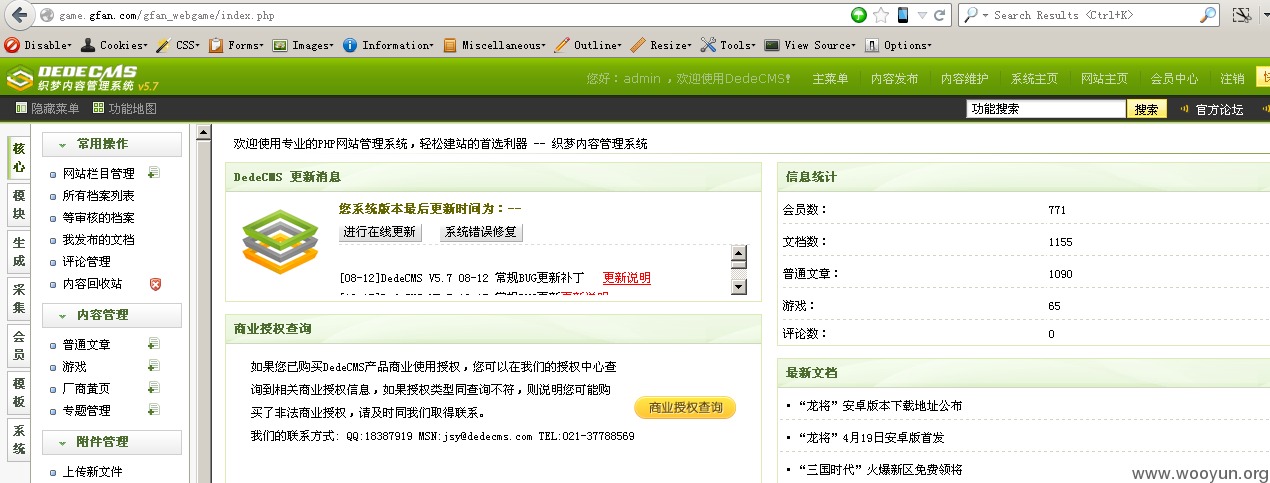 game.gfan.com/gfan_webgame/index.php
Search Results <Ctrl+K>
Disable▾ Cookies▾ CSS▾ Forms▾ Images▾ Information▾ Miscellaneous▾ Outline▾ Resize▾ Tools▾ View Source▾ Options▾
DEDECMS
织梦内容管理系统 v5.7
您好：admin ，欢迎使用DedeCMS！ 主菜单 内容发布 内容维护 系统主页 网站主页 会员中心 注销
隐藏菜单 功能地图
功能搜索 搜索 官方论坛
核心
模块
生成
采集
会员
模板
系统
常用操作
网站栏目管理
所有档案列表
等审核的档案
我发布的文档
评论管理
内容回收站
内容管理
普通文章
游戏
厂商黄页
专题管理
附件管理
上传新文件
欢迎使用专业的PHP网站管理系统，轻松建站的首选利器 -- 织梦内容管理系统
DedeCMS 更新消息
您系统版本最后更新时间为：--
进行在线更新 系统错误修复
[08-12]DedeCMS V5.7 08-12 常规BUG更新补丁 更新说明
商业授权查询
如果您已购买DedeCMS产品商业使用授权，您可以在我们的授权中心查
询到相关商业授权信息，如果授权类型同查询不符，则说明您可能购
买了非法商业授权，请及时同我们取得联系。
商业授权查询
我们的联系方式: QQ:18387919 MSN:jsy@dedecms.com TEL:021-37788569
信息统计
会员数： 771
文档数： 1155
普通文章： 1090
游戏： 65
评论数： 0
最新文档
“龙将”安卓版本下载地址公布
“龙将”4月19日安卓版首发
“三国时代”火爆新区免费领将
www.wooyun.org